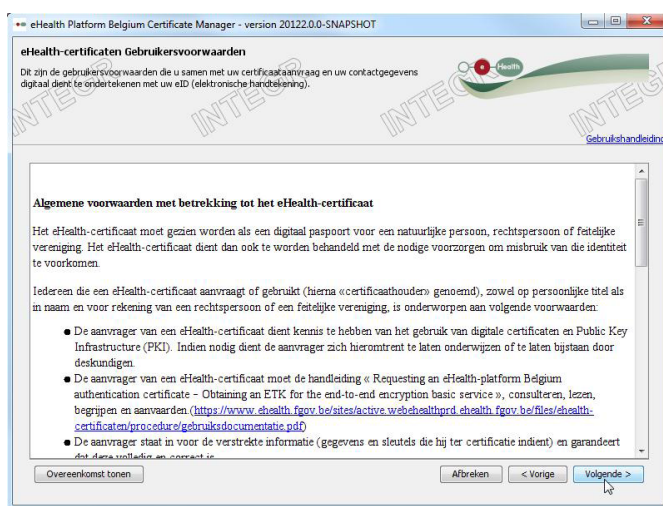 eHealth Platform Belgium Certificate Manager - version 20122.0.0-SNAPSHOT
eHealth-certificaten Gebruikersvoorwaarden
Dit zijn de gebruikersvoorwaarden die u samen met uw certificaataanvraag en uw contactgegevens
digitaal dient te ondertekenen met uw eID (elektronische handtekening).
eHealth
INTEGR
INTEGR
INTEGR
INTEGR
Gebruikshandleiding
Algemene voorwaarden met betrekking tot het eHealth-certificaat
Het eHealth-certificaat moet gezien worden als een digitaal paspoort voor een natuurlijke persoon, rechtspersoon of feitelijke
vereniging. Het eHealth-certificaat dient dan ook te worden behandeld met de nodige voorzorgen om misbruik van die identiteit
te voorkomen.
Iedereen die een eHealth-certificaat aanvraagt of gebruikt (hierna «certificaathouder» genoemd), zowel op persoonlijke titel als
in naam en voor rekening van een rechtspersoon of een feitelijke vereniging, is onderworpen aan volgende voorwaarden:
● De aanvrager van een eHealth-certificaat dient kennis te hebben van het gebruik van digitale certificaten en Public Key
Infrastructure (PKI). Indien nodig dient de aanvrager zich hieromtrent te laten onderwijzen of te laten bijstaan door
deskundigen.
● De aanvrager van een eHealth-certificaat moet de handleiding « Requesting an eHealth-platform Belgium
authentication certificate – Obtaining an ETK for the end-to-end encryption basic service », consulteren, lezen,
begrijpen en aanvaarden.(https://www.ehealth.fgov.be/sites/active.webehealthprd.ehealth.fgov.be/files/ehealth-
certificaten/procedure/gebruiksdocumentatie.pdf)
● De aanvrager staat in voor de verstrekte informatie (gegevens en sleutels die hij ter certificatie indient) en garandeert
dat deze volledig en correct is.
Overeenkomst tonen
Afbreken
< Vorige
Volgende >